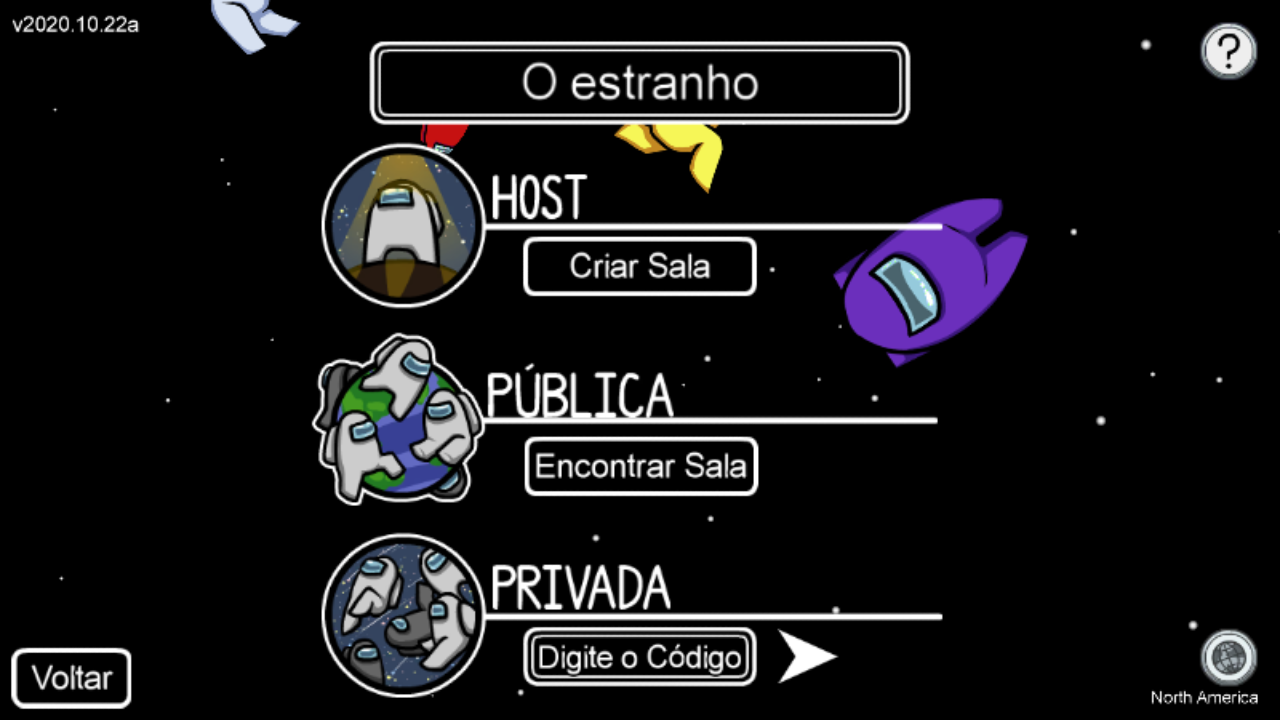 v2020.10.22a
O estranho
?
HOST
Criar Sala
PÚBLICA
Encontrar Sala
PRIVADA
Digite o Código
Voltar
North America